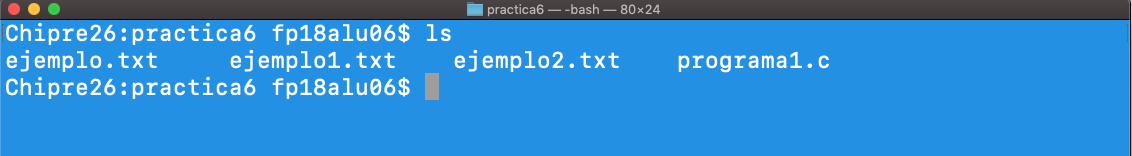 practica6 — -bash — 80×24
Chipre26:practica6 fp18alu06$ ls
ejemplo.txt     ejemplo1.txt    ejemplo2.txt    programa1.c
Chipre26:practica6 fp18alu06$